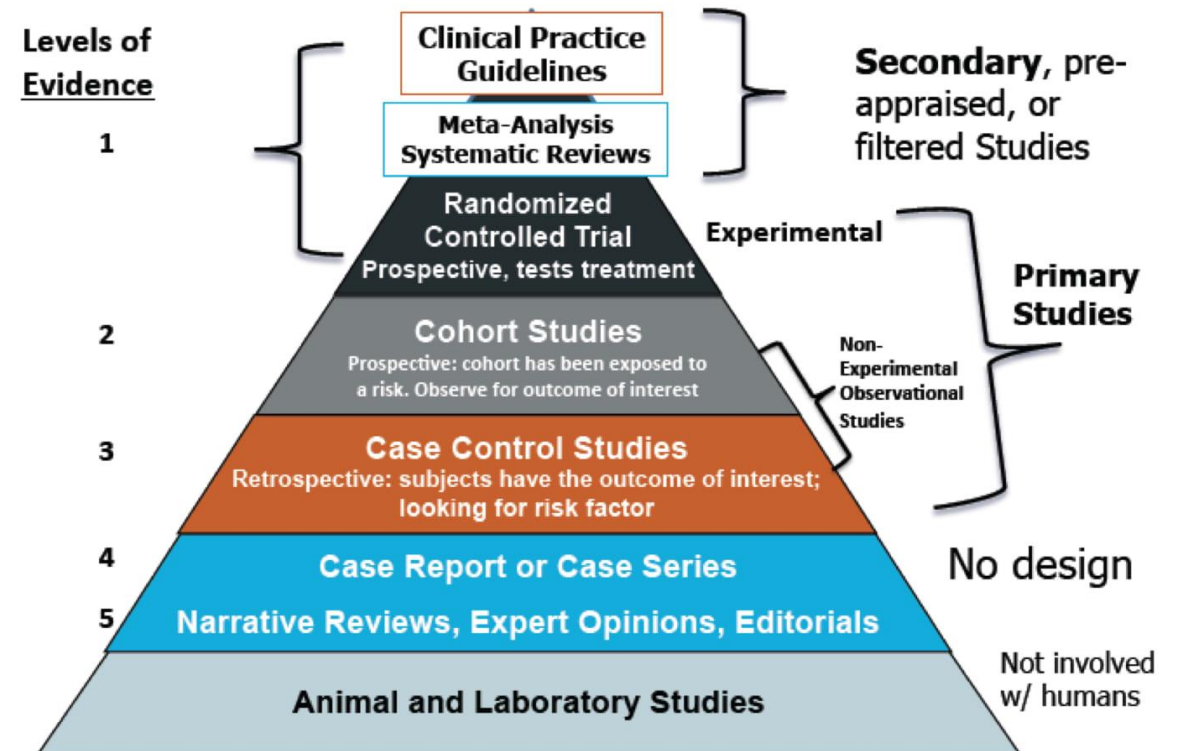 Levels of
Evidence
Clinical Practice
Guidelines
Secondary, pre-
appraised, or
filtered Studies
1
Meta-Analysis
Systematic Reviews
Randomized
Controlled Trial
Prospective, tests treatment
Experimental
Primary
Studies
2
Cohort Studies
Prospective: cohort has been exposed to
a risk. Observe for outcome of interest
Non-
Experimental
Observational
Studies
3
Case Control Studies
Retrospective: subjects have the outcome of interest;
looking for risk factor
4
Case Report or Case Series
No design
5
Narrative Reviews, Expert Opinions, Editorials
Animal and Laboratory Studies
Not involved
w/ humans